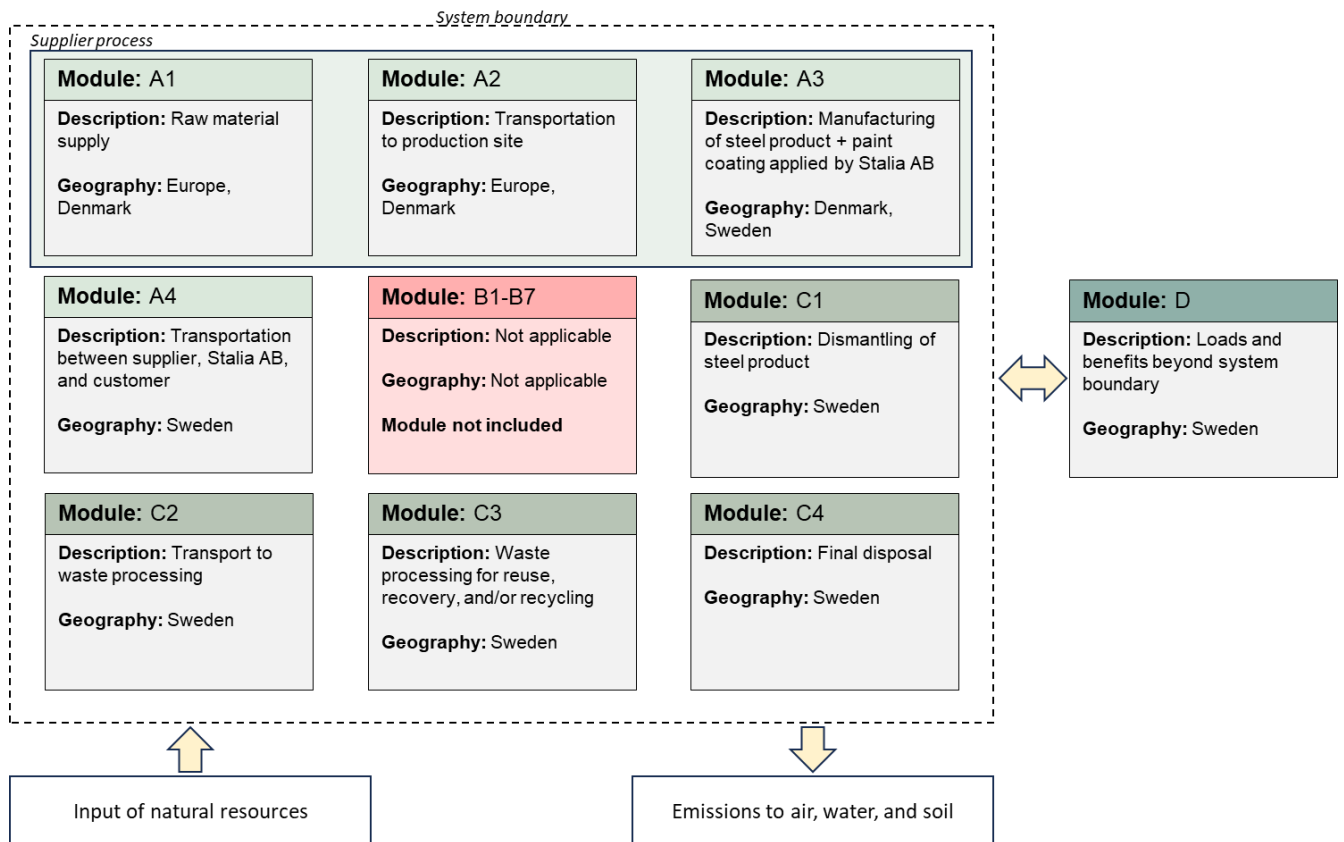 System boundary
Supplier process
Module: A1
Description: Raw material
supply
Geography: Europe,
Denmark
Module: A2
Description: Transportation
to production site
Geography: Europe,
Denmark
Module: A3
Description: Manufacturing
of steel product + paint
coating applied by Stalia AB
Geography: Denmark,
Sweden
Module: A4
Description: Transportation
between supplier, Stalia AB,
and customer
Geography: Sweden
Module: B1-B7
Description: Not applicable
Geography: Not applicable
Module not included
Module: C1
Description: Dismantling of
steel product
Geography: Sweden
Module: D
Description: Loads and
benefits beyond system
boundary
Geography: Sweden
Module: C2
Description: Transport to
waste processing
Geography: Sweden
Module: C3
Description: Waste
processing for reuse,
recovery, and/or recycling
Geography: Sweden
Module: C4
Description: Final disposal
Geography: Sweden
Input of natural resources
Emissions to air, water, and soil